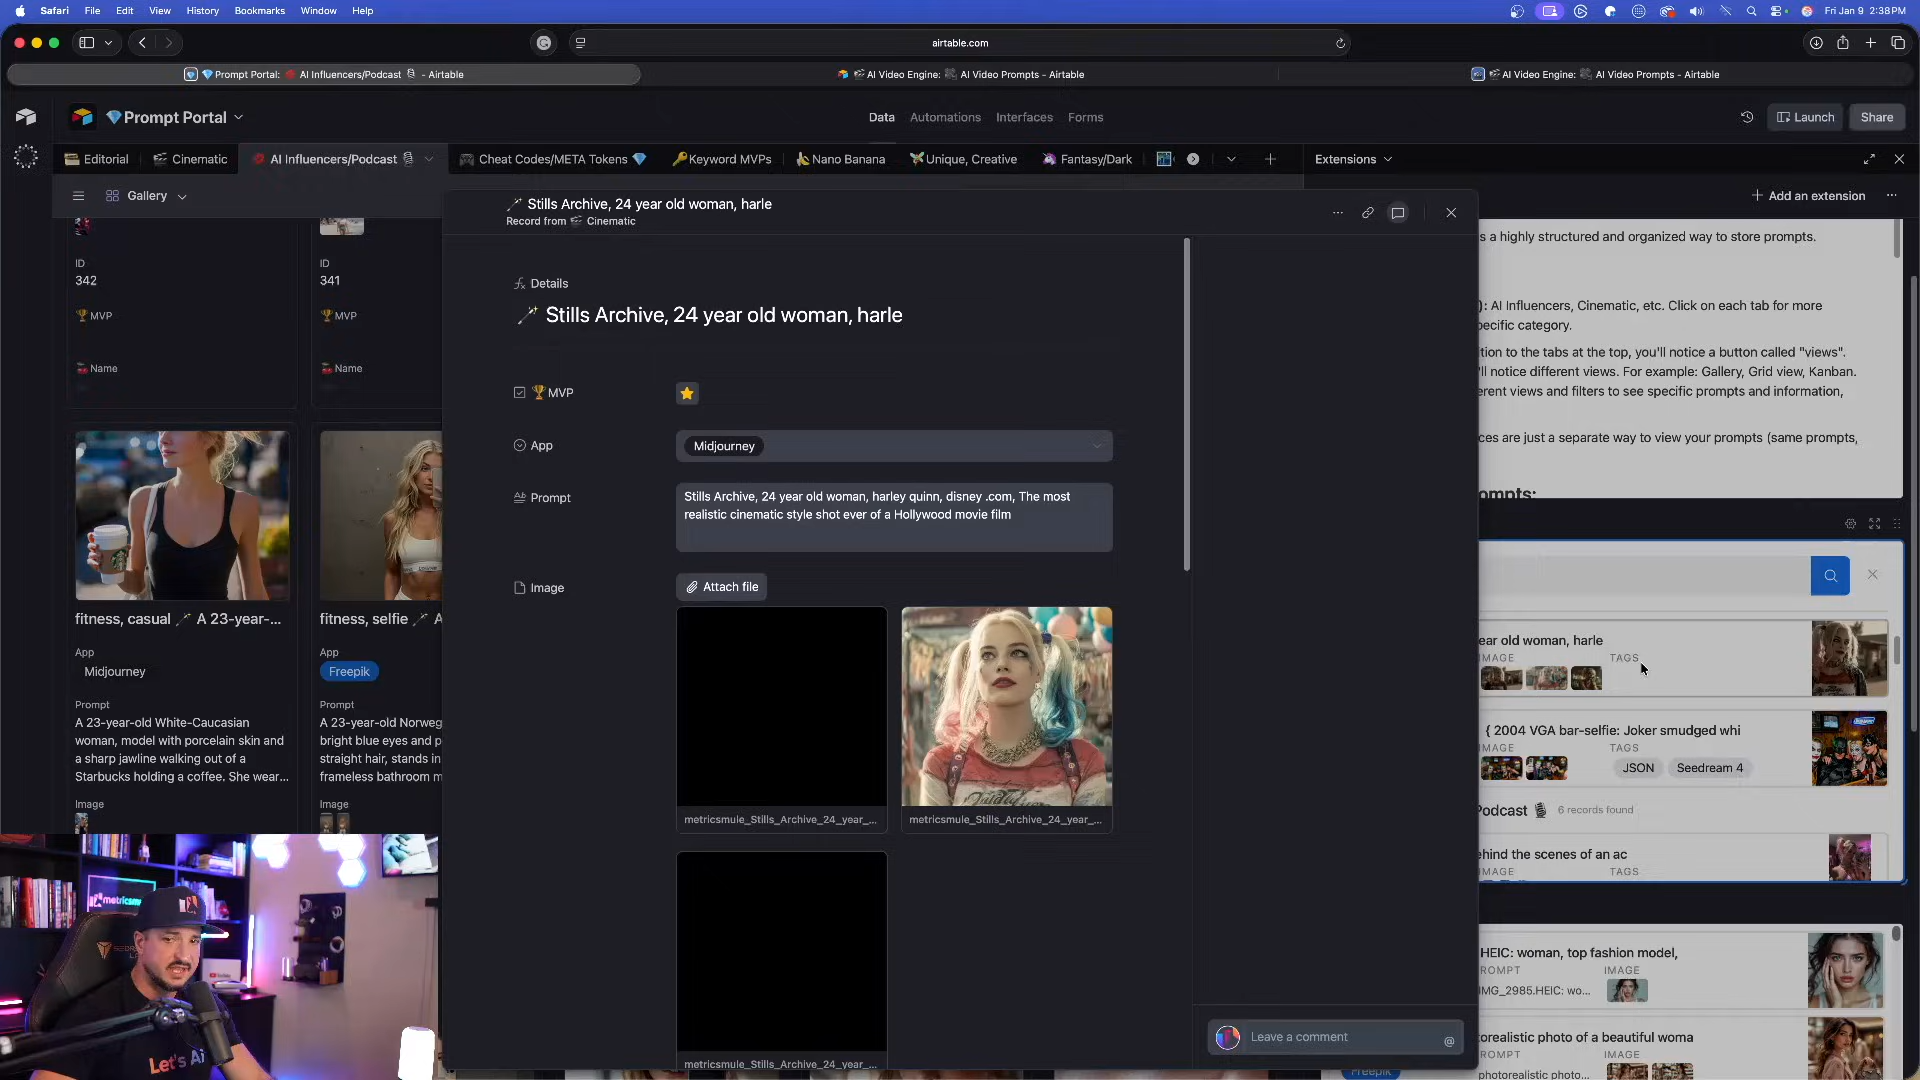 Safari File Edit View History Bookmarks Window Help
Fri Jan 9 2:38 PM
airtable.com
Prompt Portal: AI Influencers/Podcast - Airtable
AI Video Engine: AI Video Prompts - Airtable
AI Video Engine: AI Video Prompts - Airtable
Prompt Portal
Data Automations Interfaces Forms
Launch
Share
Editorial
Cinematic
AI Influencers/Podcast
Cheat Codes/META Tokens
Keyword MVPs
Nano Banana
Unique, Creative
Fantasy/Dark
Extensions
Gallery
Add an extension
ID
342
MVP
Name
ID
341
MVP
Name
fitness, casual A 23-year-...
App
Midjourney
Prompt
A 23-year-old White-Caucasian
woman, model with porcelain skin and
a sharp jawline walking out of a
Starbucks holding a coffee. She wear...
Image
fitness, selfie A
App
Freepik
Prompt
A 23-year-old Norweg
bright blue eyes and p
straight hair, stands in
frameless bathroom m
Image
Stills Archive, 24 year old woman, harle
Record from Cinematic
Details
Stills Archive, 24 year old woman, harle
MVP
App
Midjourney
Prompt
Stills Archive, 24 year old woman, harley quinn, disney .com, The most
realistic cinematic style shot ever of a Hollywood movie film
Image
Attach file
metricsmule_Stills_Archive_24_year_...
metricsmule_Stills_Archive_24_year_...
metricsmule_Stills_Archive_24_year_...
Leave a comment
@
s a highly structured and organized way to store prompts.
): AI Influencers, Cinematic, etc. Click on each tab for more
pecific category.
tion to the tabs at the top, you'll notice a button called "views".
'll notice different views. For example: Gallery, Grid view, Kanban.
erent views and filters to see specific prompts and information,
ces are just a separate way to view your prompts (same prompts,
ompts:
ear old woman, harle
IMAGE
TAGS
{ 2004 VGA bar-selfie: Joker smudged whi
IMAGE
TAGS
JSON
Seedream 4
Podcast 6 records found
ehind the scenes of an ac
IMAGE
TAGS
HEIC: woman, top fashion model,
PROMPT
IMAGE
IMG_2985.HEIC: wo...
torealistic photo of a beautiful woma
PROMPT
IMAGE
photorealistic photo...
Freepik
metricsmu
Let's Ai